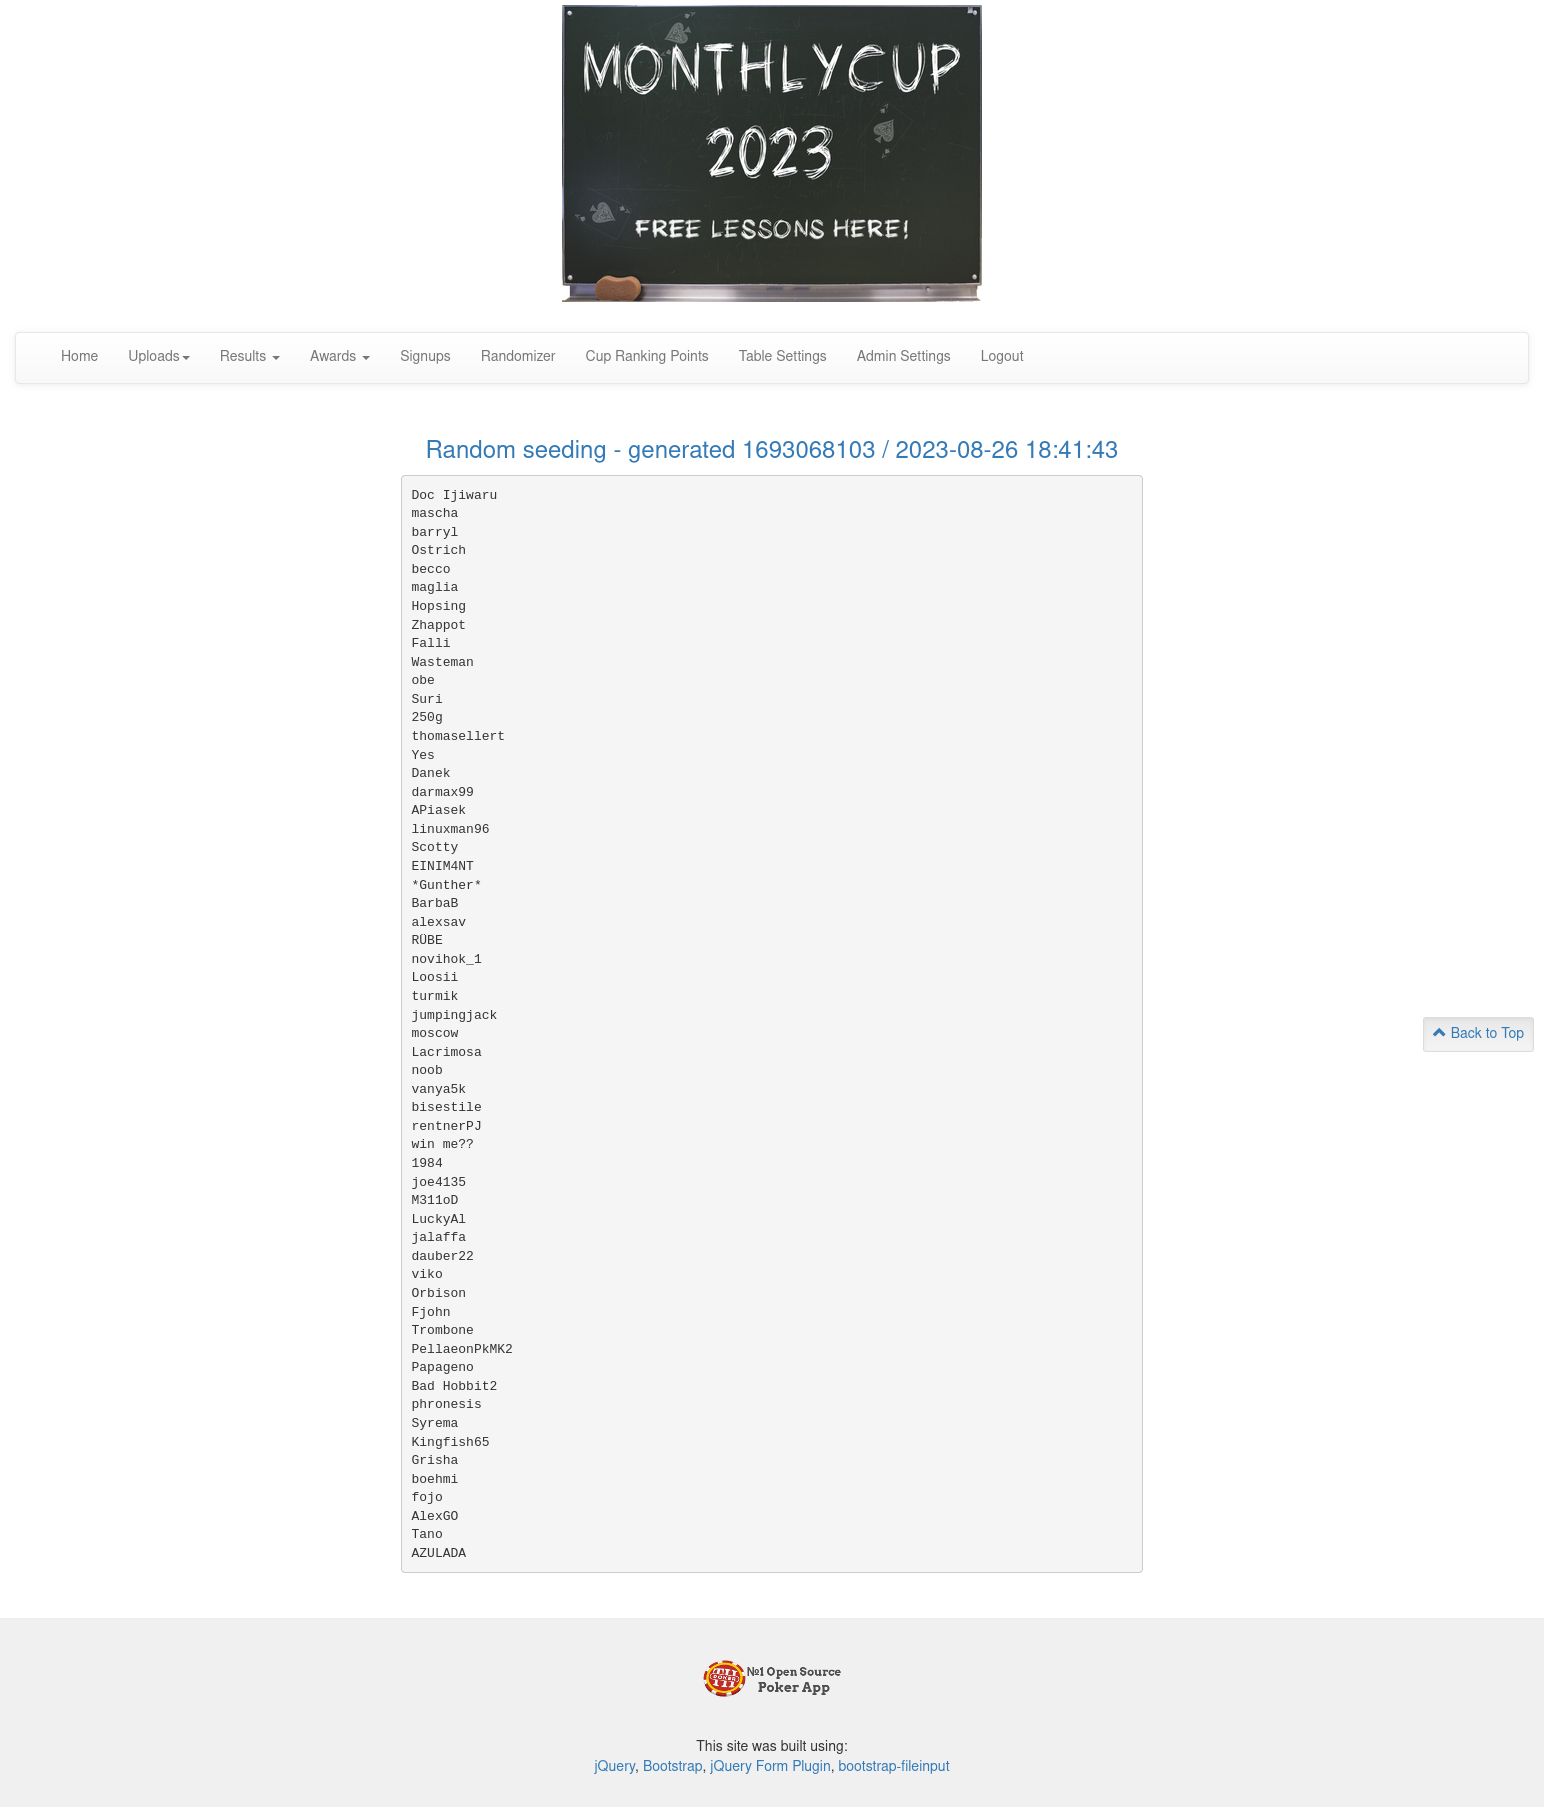 MONTHLYCUP
2023
FREE LESSONS HERE!
Home Uploads Results Awards Signups Randomizer Cup Ranking Points Table Settings Admin Settings Logout
Random seeding - generated 1693068103 / 2023-08-26 18:41:43
Doc Ijiwaru
mascha
barryl
Ostrich
becco
maglia
Hopsing
Zhappot
Falli
Wasteman
obe
Suri
250g
thomasellert
Yes
Danek
darmax99
APiasek
linuxman96
Scotty
EINIM4NT
*Gunther*
BarbaB
alexsav
RÜBE
novihok_1
Loosii
turmik
jumpingjack
moscow
Lacrimosa
noob
vanya5k
bisestile
rentnerPJ
win me??
1984
joe4135
M311oD
LuckyAl
jalaffa
dauber22
viko
Orbison
Fjohn
Trombone
PellaeonPkMK2
Papageno
Bad Hobbit2
phronesis
Syrema
Kingfish65
Grisha
boehmi
fojo
AlexGO
Tano
AZULADA
Back to Top
№1 Open Source
Poker App
This site was built using:
jQuery, Bootstrap, jQuery Form Plugin, bootstrap-fileinput